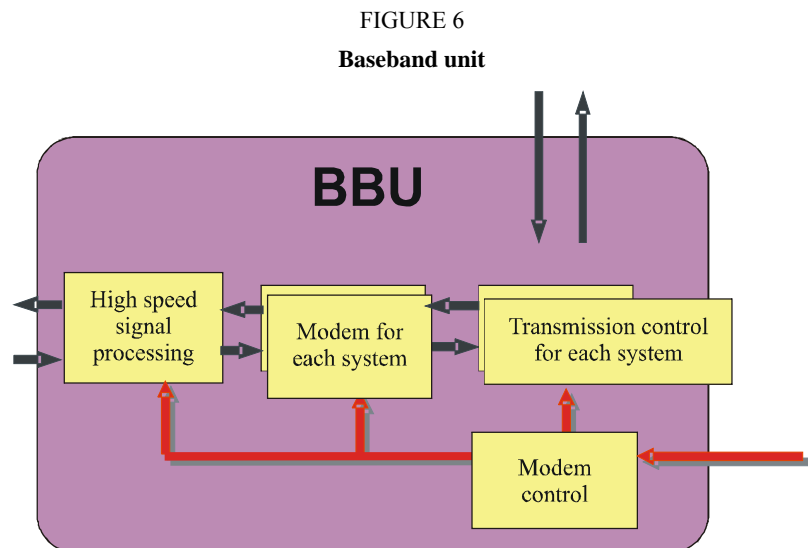 FIGURE 6
Baseband unit
BBU
High speed
signal
processing
Modem for
each system
Transmission control
for each system
Modem
control